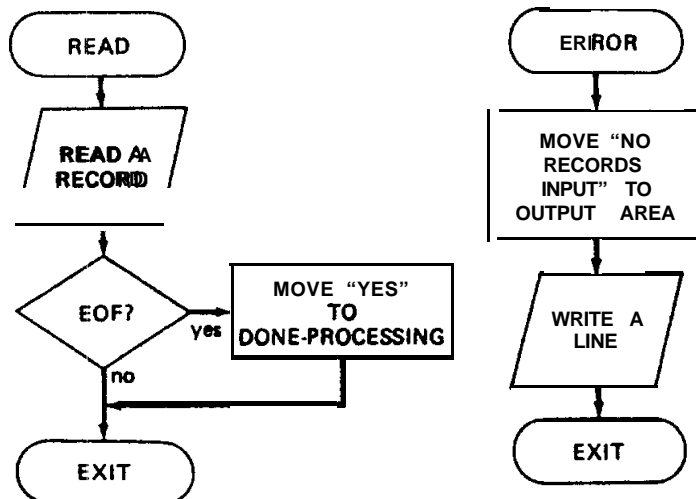 READ
READ A
RECORD
EOF?
yes
no
MOVE “YES”
TO
DONE-PROCESSING
EXIT
ERROR
MOVE “NO
RECORDS
INPUT” TO
OUTPUT AREA
WRITE A
LINE
EXIT